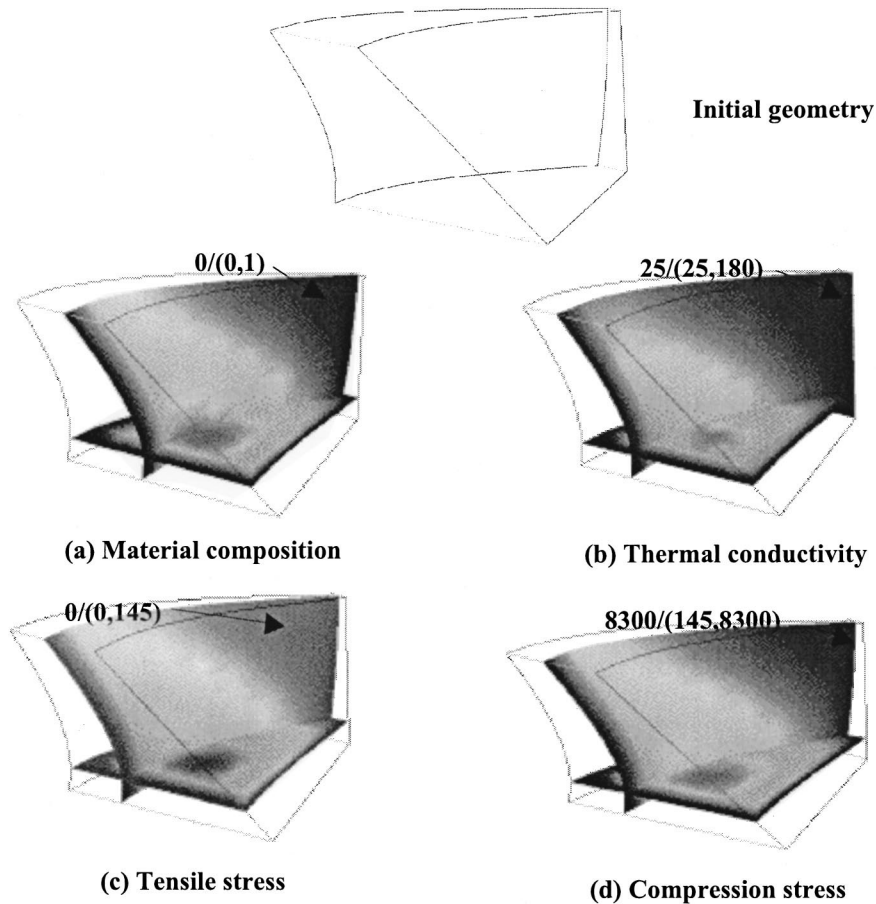 Initial geometry
0/(0,1)
25/(25,180)
(a) Material composition
(b) Thermal conductivity
0/(0,145)
8300/(145,8300)
(c) Tensile stress
(d) Compression stress